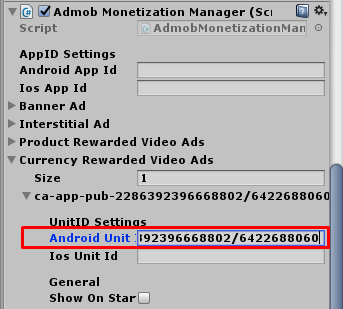 Admob Monetization Manager (Scr
Script AdmobMonetizationMan
AppID Settings
Android App Id
Ios App Id
Banner Ad
Interstitial Ad
Product Rewarded Video Ads
Currency Rewarded Video Ads
Size 1
ca-app-pub-2286392396668802/6422688060
UnitID Settings
Android Unit 392396668802/6422688060
Ios Unit Id
General
Show On Star